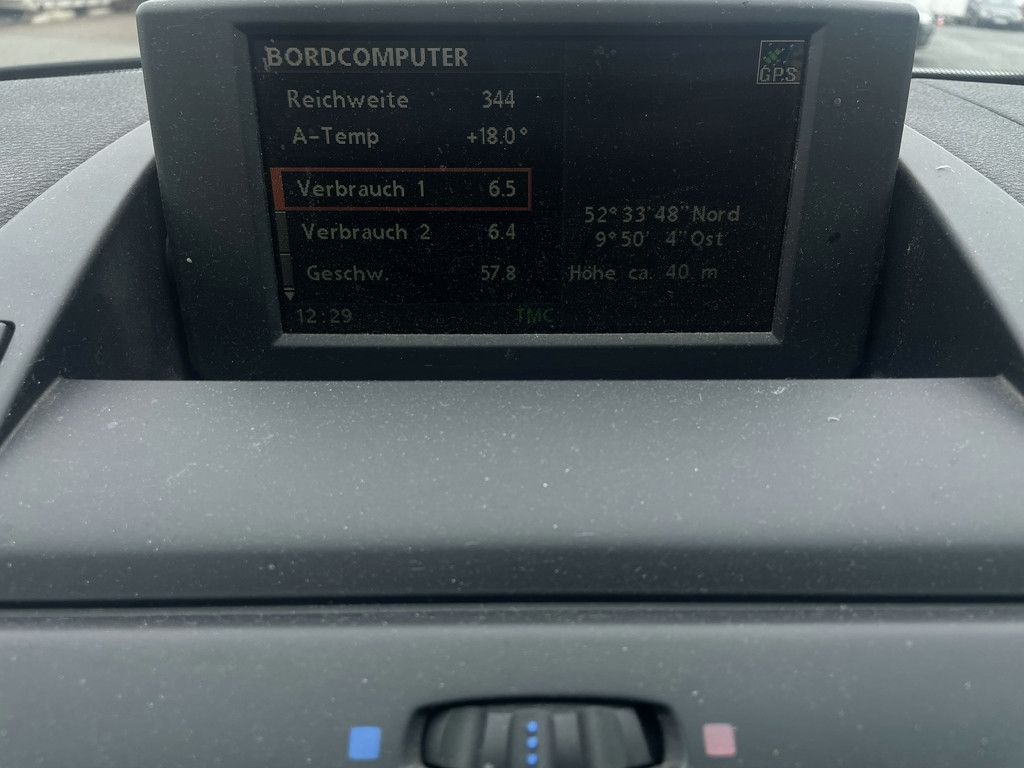 BORDCOMPUTER
GPS
Reichweite 344
A-Temp +18.0°
Verbrauch 1 6.5
Verbrauch 2 6.4
Geschw. 57.8
52°33'48" Nord
9°50' 4" Ost
Höhe ca. 40 m
12:29 TMC